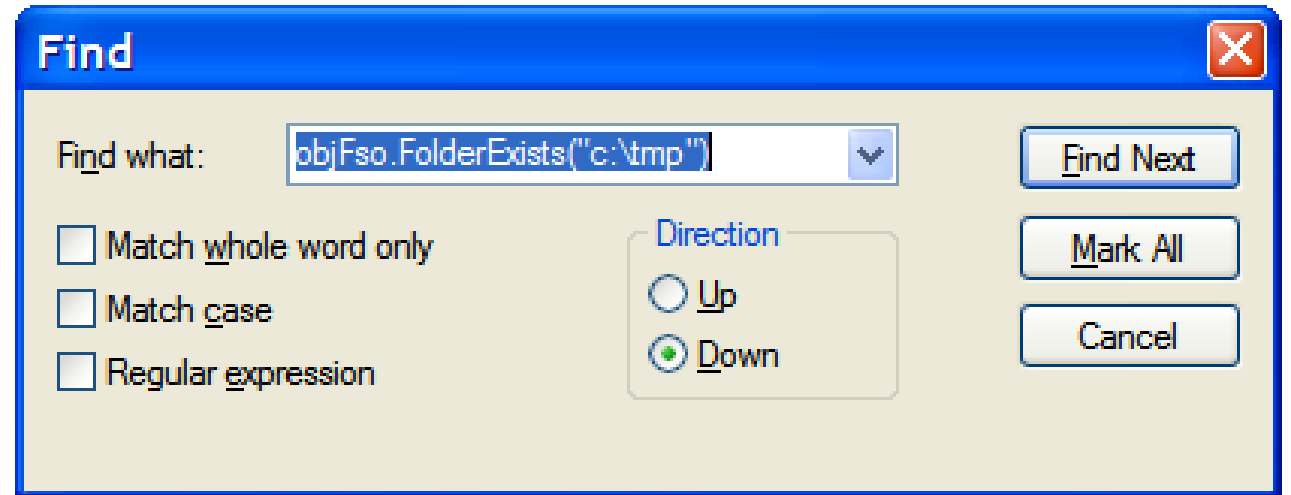 Find
Find what: objFso.FolderExists("c:\tmp")
Find Next
Match whole word only
Match case
Regular expression
Direction
Up
Down
Mark All
Cancel